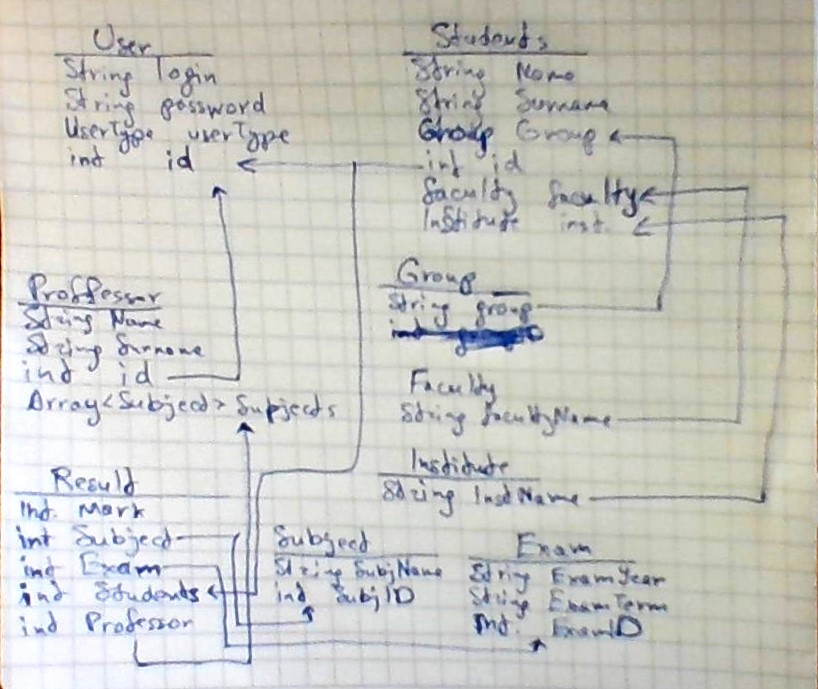 User
String login
String password
UserType userType
int id
Students
String Name
String Surname
Group Group
int id
Faculty faculty
Institute inst.
Group
String group
Proffessor
String Name
String Surname
int id
Array<Subject> Subjects
Faculty
String facultyName
Institute
String InstName
Result
Int. Mark
int Subject
int Exam
int Students
int Professor
Subject
String SubjName
int SubjID
Exam
String ExamYear
String ExamTerm
Int. ExamID